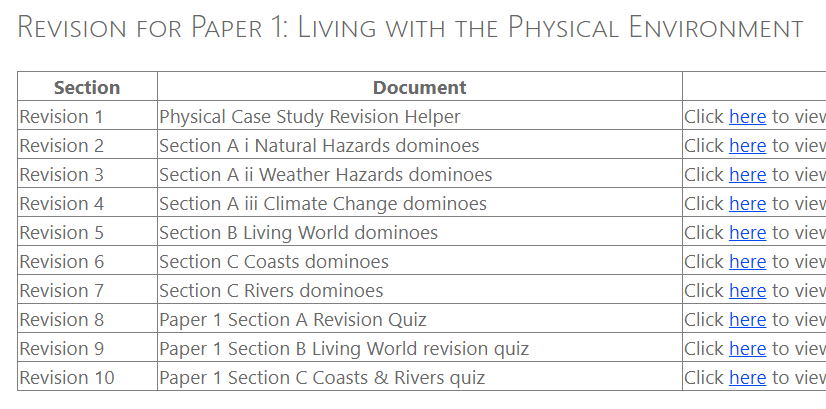 Revision for Paper 1: Living with the Physical Environment
Section Document
Revision 1 Physical Case Study Revision Helper Click here to view
Revision 2 Section A i Natural Hazards dominoes Click here to view
Revision 3 Section A ii Weather Hazards dominoes Click here to view
Revision 4 Section A iii Climate Change dominoes Click here to view
Revision 5 Section B Living World dominoes Click here to view
Revision 6 Section C Coasts dominoes Click here to view
Revision 7 Section C Rivers dominoes Click here to view
Revision 8 Paper 1 Section A Revision Quiz Click here to view
Revision 9 Paper 1 Section B Living World revision quiz Click here to view
Revision 10 Paper 1 Section C Coasts & Rivers quiz Click here to view